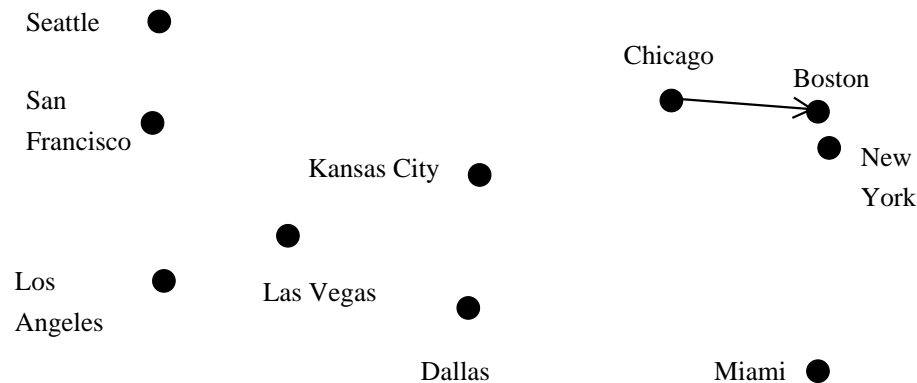 Seattle
Chicago
Boston
San
Francisco
Kansas City
New
York
Los
Angeles
Las Vegas
Dallas
Miami